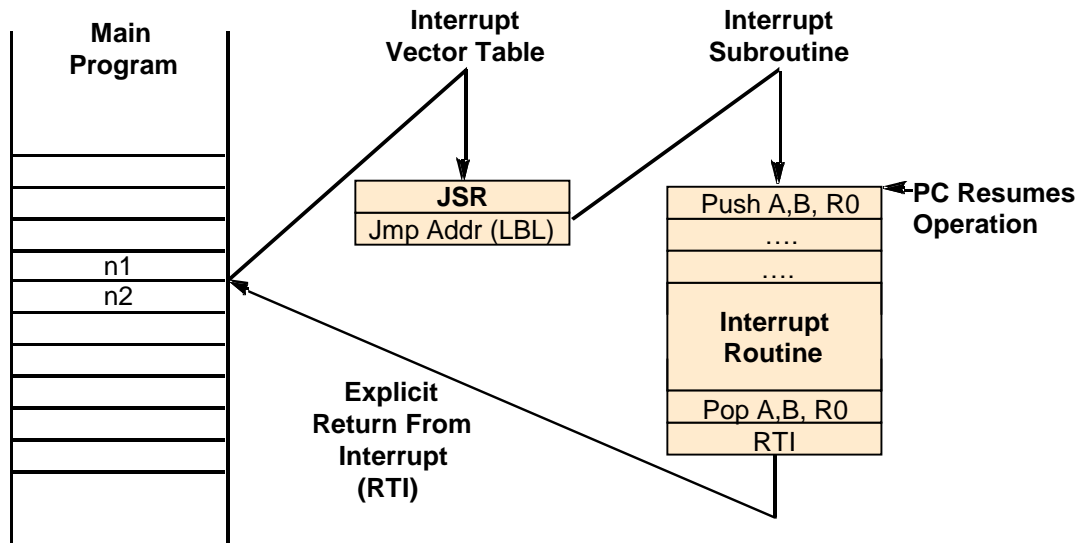 Main
Program
n1
n2
Interrupt
Vector Table
JSR
Jmp Addr (LBL)
Interrupt
Subroutine
Push A,B, R0
....
....
Interrupt
Routine
Pop A,B, R0
RTI
PC Resumes
Operation
Explicit
Return From
Interrupt
(RTI)